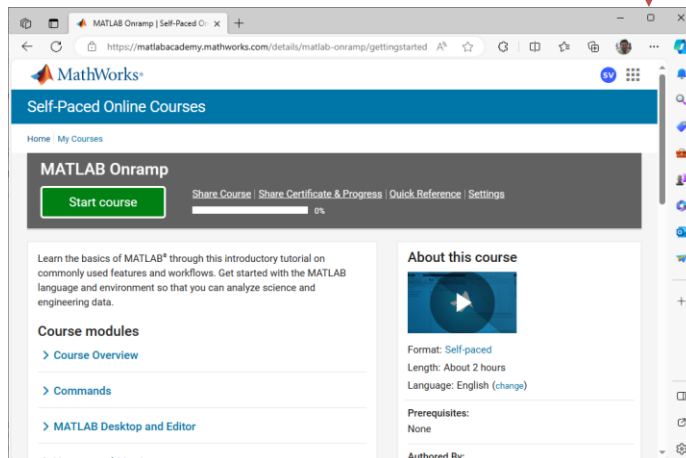 MATLAB Onramp | Self-Paced O
https://matlabacademy.mathworks.com/details/matlab-onramp/gettingstarted
MathWorks®
SV
Self-Paced Online Courses
Home | My Courses
MATLAB Onramp
Start course
Share Course | Share Certificate & Progress | Quick Reference | Settings
0%
Learn the basics of MATLAB® through this introductory tutorial on
commonly used features and workflows. Get started with the MATLAB
language and environment so that you can analyze science and
engineering data.
Course modules
Course Overview
Commands
MATLAB Desktop and Editor
About this course
Format: Self-paced
Length: About 2 hours
Language: English (change)
Prerequisites:
None
Authored By: